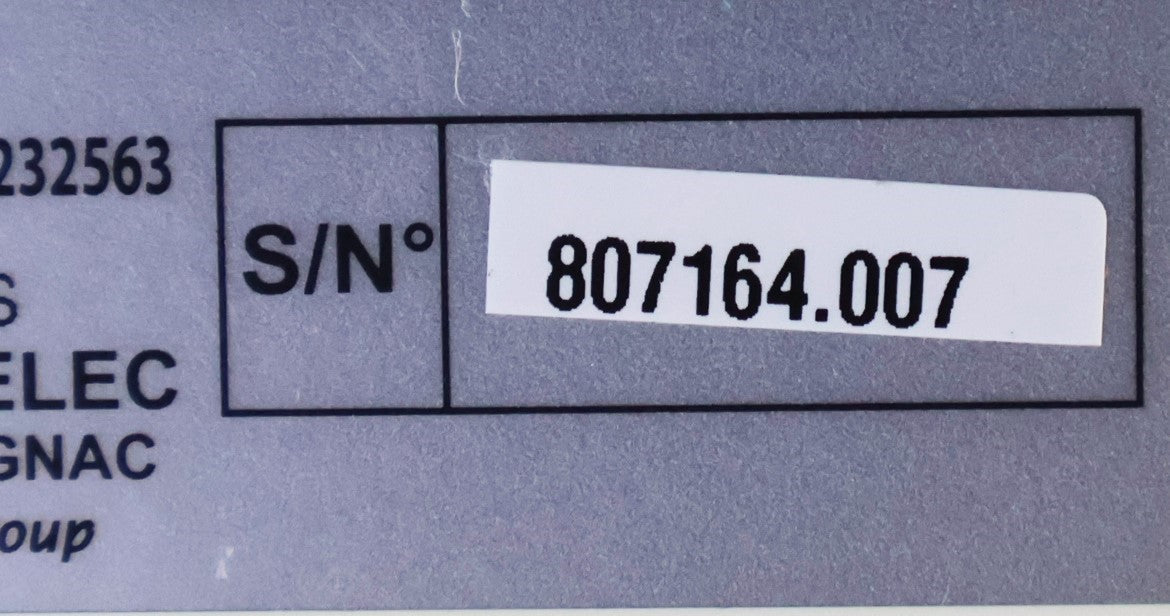 232563
S/N° 807164.007
S
ELEC
GNAC
oup